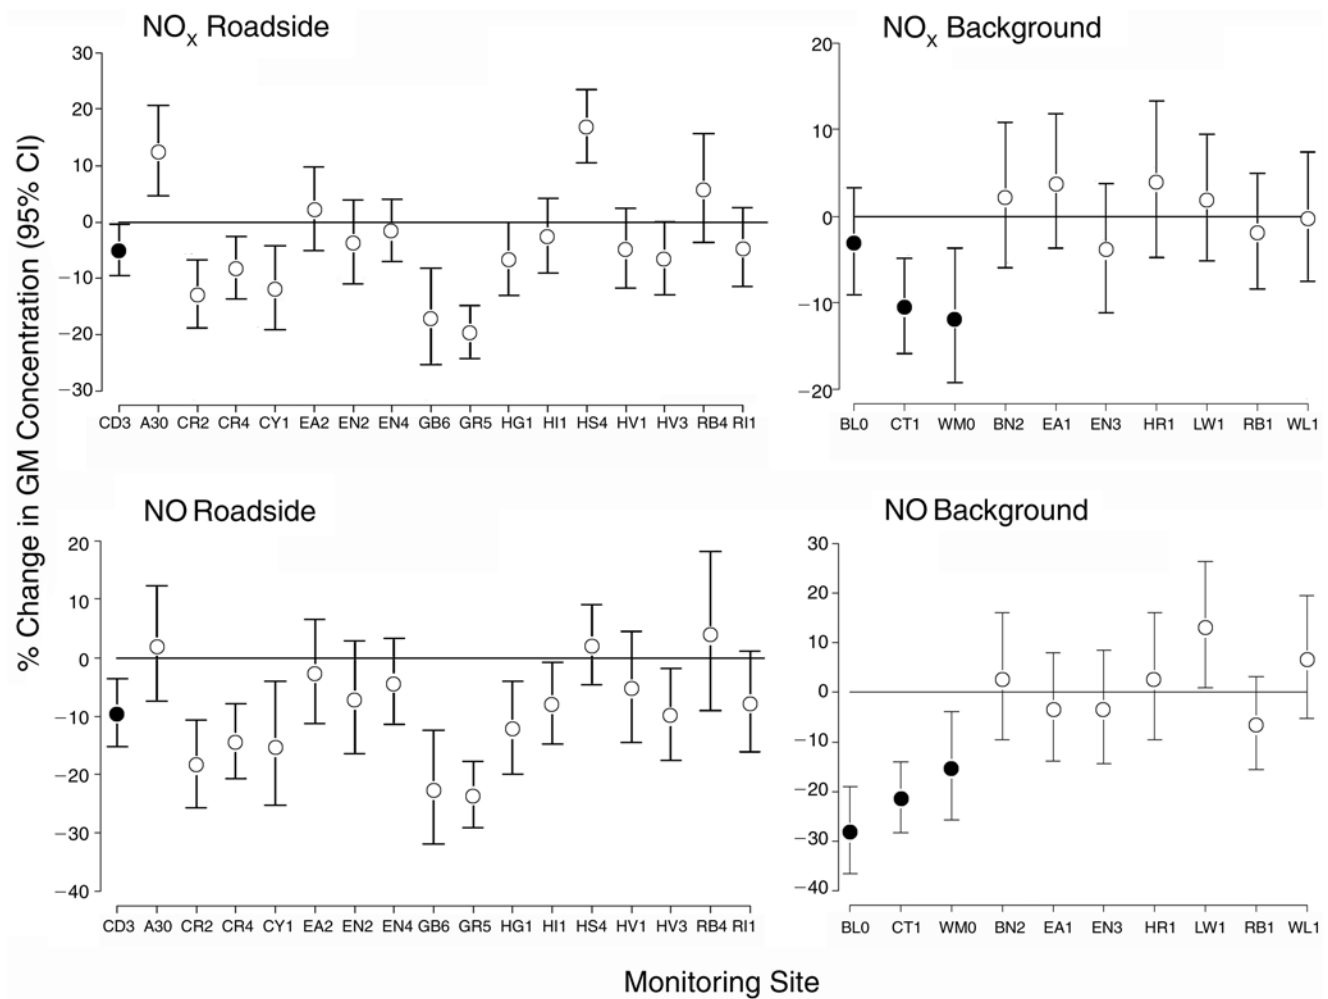 % Change in GM Concentration (95% CI)
NOx Roadside
30
20
10
0
−10
−20
−30
CD3 A30 CR2 CR4 CY1 EA2 EN2 EN4 GB6 GR5 HG1 HI1 HS4 HV1 HV3 RB4 RI1
NOx Background
20
10
0
−10
−20
BL0 CT1 WM0 BN2 EA1 EN3 HR1 LW1 RB1 WL1
NO Roadside
20
10
0
−10
−20
−30
−40
CD3 A30 CR2 CR4 CY1 EA2 EN2 EN4 GB6 GR5 HG1 HI1 HS4 HV1 HV3 RB4 RI1
NO Background
30
20
10
0
−10
−20
−30
−40
BL0 CT1 WM0 BN2 EA1 EN3 HR1 LW1 RB1 WL1
Monitoring Site